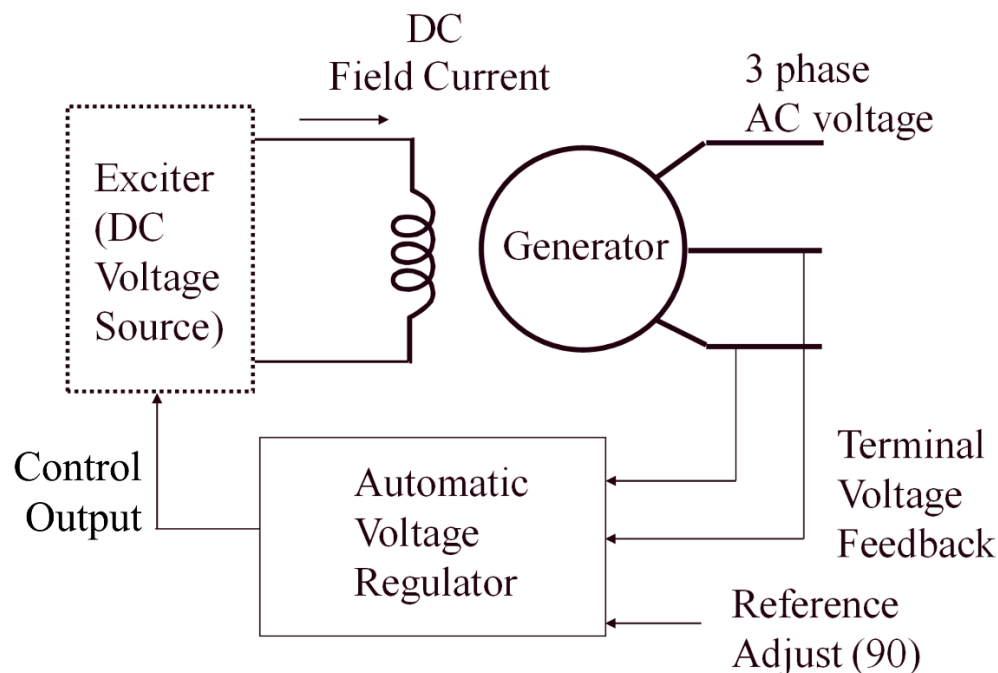 DC
Field Current
3 phase
AC voltage
Exciter
(DC
Voltage
Source)
Generator
Control
Output
Automatic
Voltage
Regulator
Terminal
Voltage
Feedback
Reference
Adjust (90)